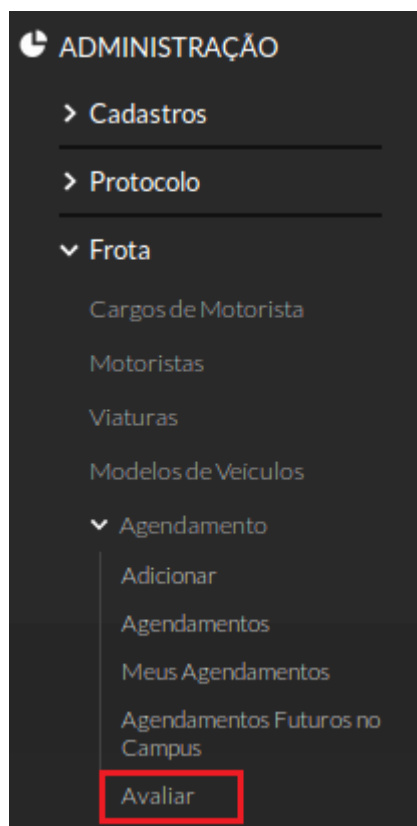 ADMINISTRAÇÃO
Cadastros
Protocolo
Frota
Cargos de Motorista
Motoristas
Viaturas
Modelos de Veículos
Agendamento
Adicionar
Agendamentos
Meus Agendamentos
Agendamentos Futuros no
Campus
Avaliar